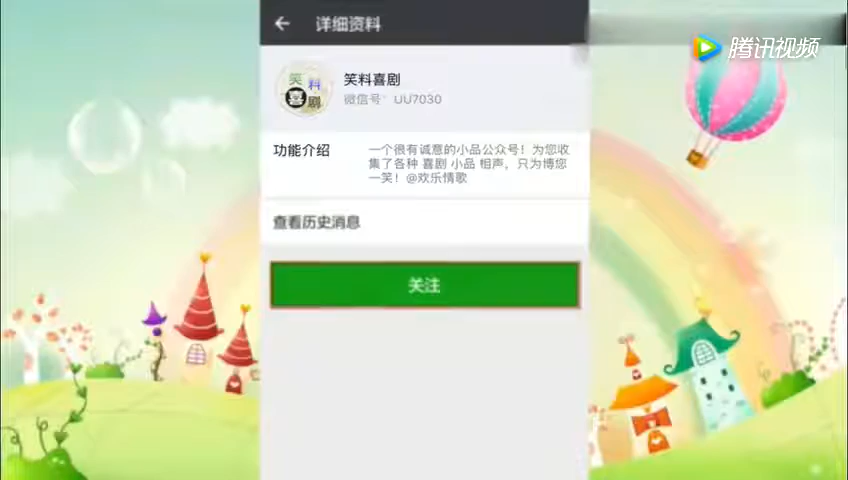 详细资料
腾讯视频
笑料喜剧
笑料喜剧
微信号: UU7030
功能介绍
一个很有诚意的小品公众号！为您收
集了各种 喜剧 小品 相声，只为博您
一笑！@欢乐情歌
查看历史消息
关注